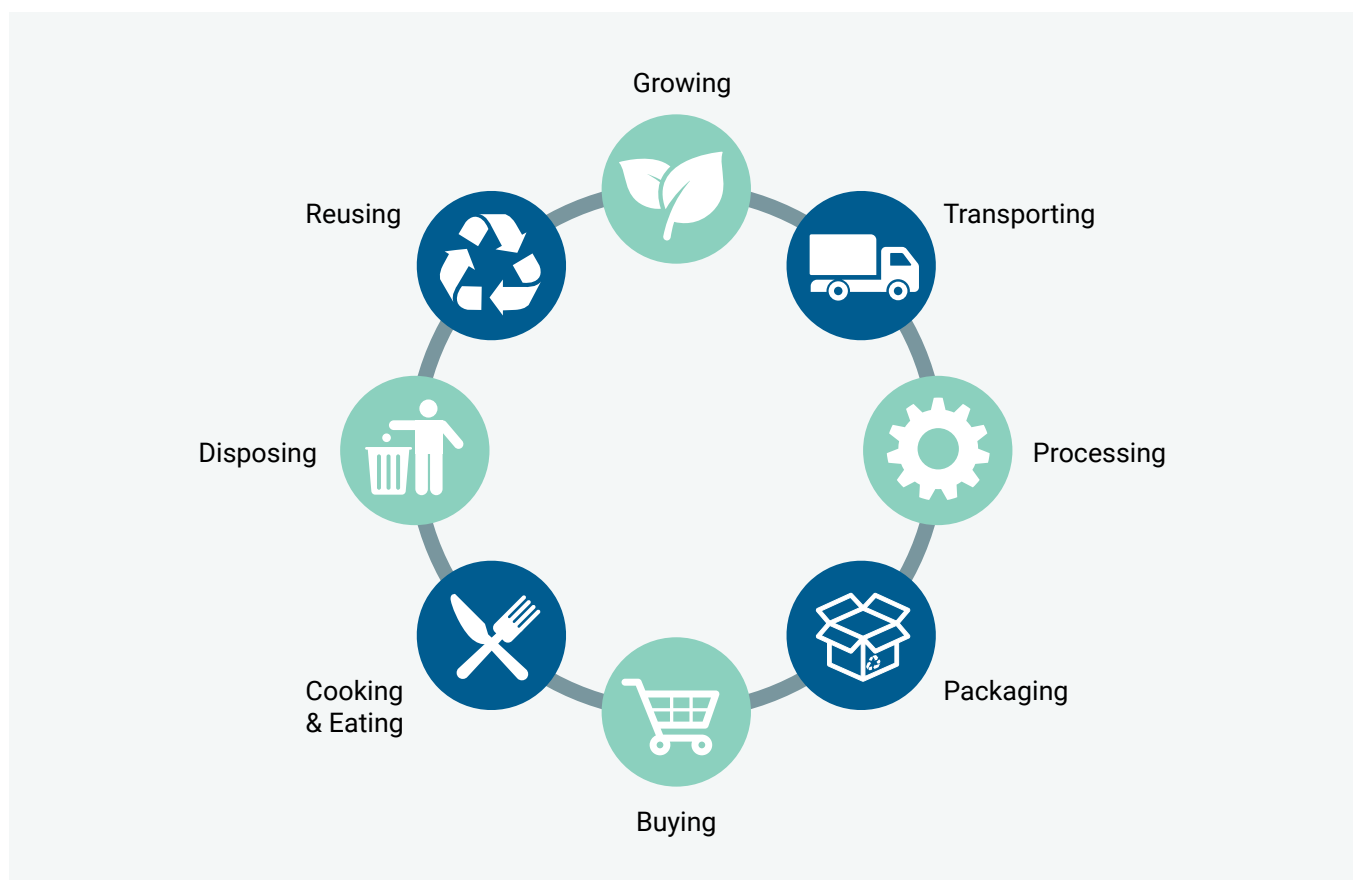 Growing
Transporting
Processing
Packaging
Buying
Cooking
& Eating
Disposing
Reusing